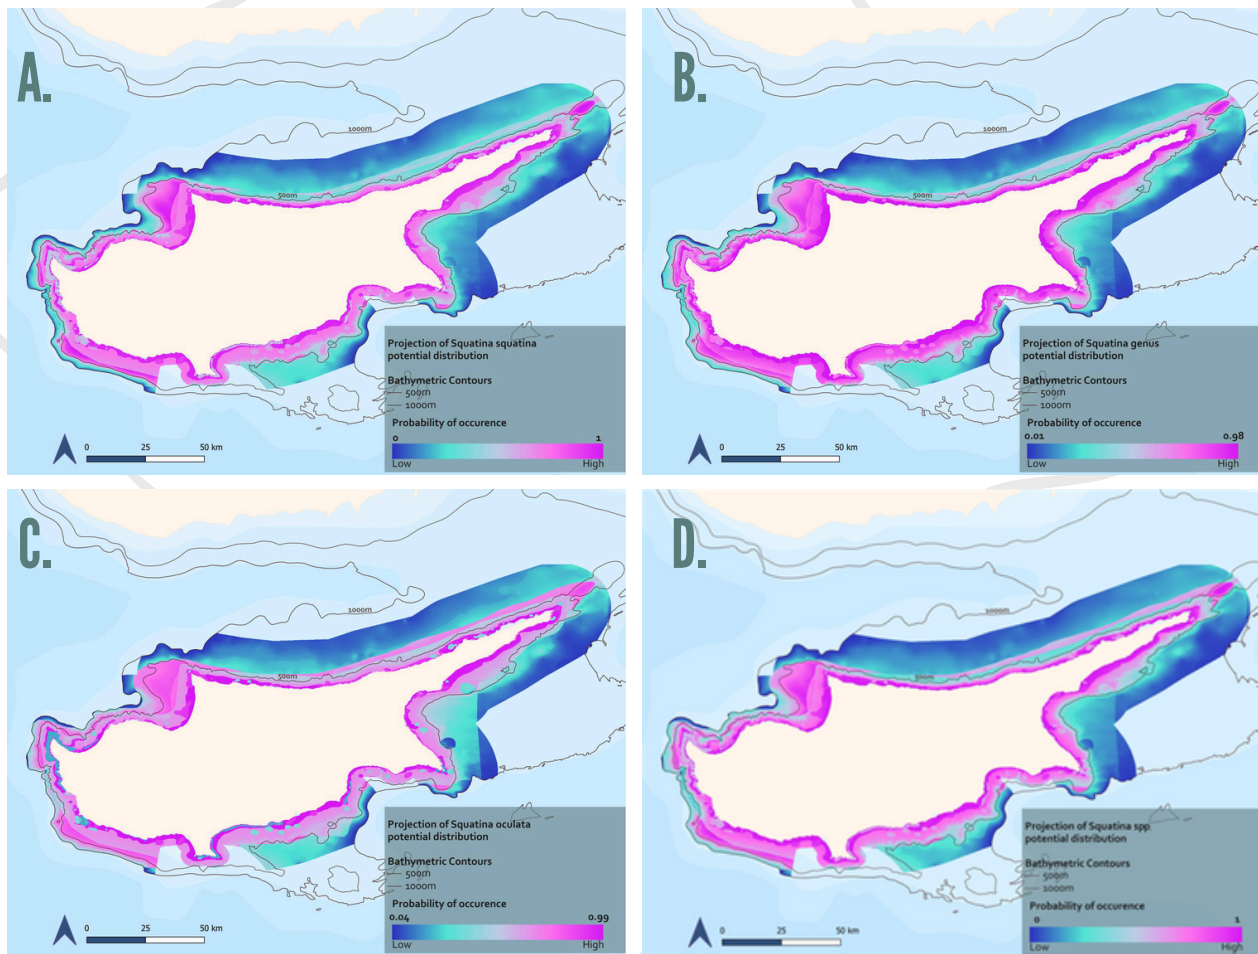 A.
1000m
500m
Projection of Squatina squatina
potential distribution
Bathymetric Contours
500m
1000m
Probability of occurence
0 1
Low High
0 25 50 km
B.
1000m
500m
Projection of Squatina genus
potential distribution
Bathymetric Contours
500m
1000m
Probability of occurence
0.01 0.98
Low High
0 25 50 km
C.
1000m
500m
Projection of Squatina oculata
potential distribution
Bathymetric Contours
500m
1000m
Probability of occurence
0.04 0.99
Low High
0 25 50 km
D.
1000m
500m
Projection of Squatina spp
potential distribution
Bathymetric Contours
500m
1000m
Probability of occurence
0 1
Low High
0 25 50 km